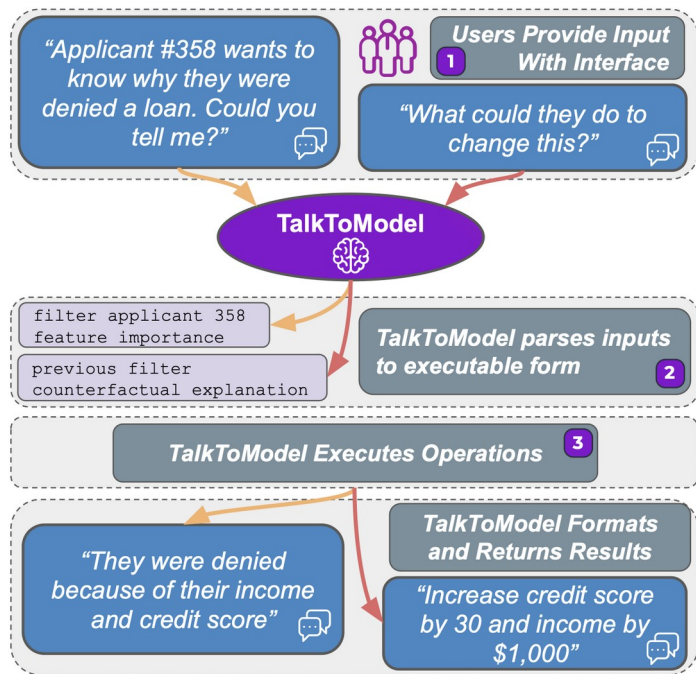 “Applicant #358 wants to
know why they were
denied a loan. Could you
tell me?”
Users Provide Input
With Interface
1
“What could they do to
change this?”
TalkToModel
filter applicant 358
feature importance
previous filter
counterfactual explanation
TalkToModel parses inputs
to executable form
2
TalkToModel Executes Operations
3
“They were denied
because of their income
and credit score”
TalkToModel Formats
and Returns Results
“Increase credit score
by 30 and income by
$1,000”